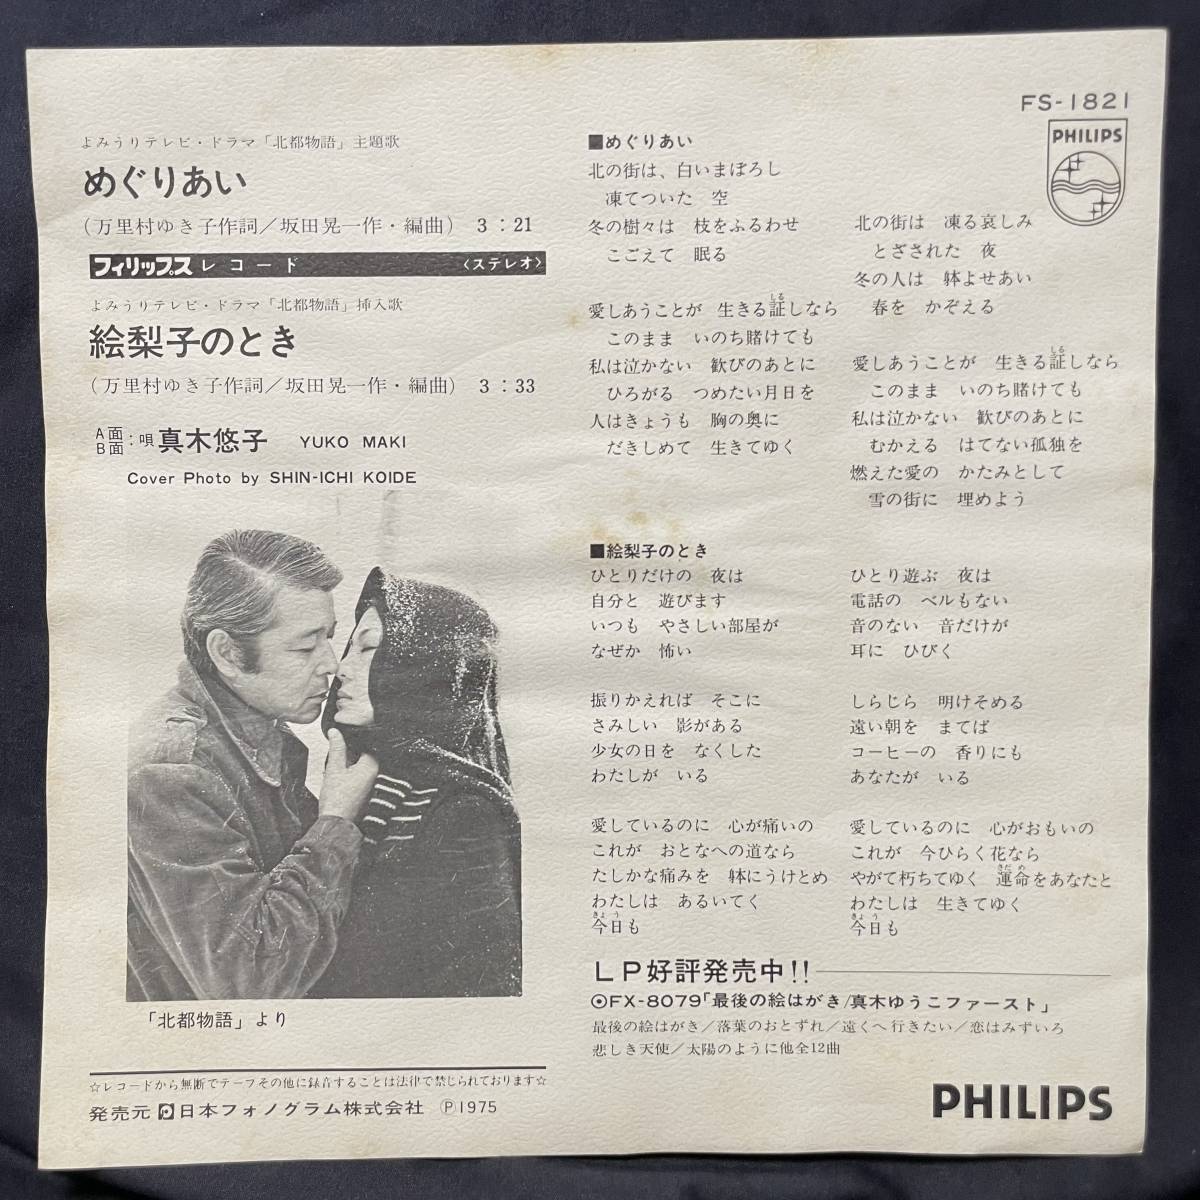 よみうりテレビ・ドラマ「北都物語」主題歌
めぐりあい
(万里村ゆき子作詞/坂田晃一作・編曲) 3:21
フィリップスレコード 〈ステレオ〉
よみうりテレビ・ドラマ「北都物語」挿入歌
絵梨子のとき
(万里村ゆき子作詞/坂田晃一作・編曲) 3:33
A面
B面:唄 真木悠子 YUKO MAKI
Cover Photo by SHIN-ICHI KOIDE
「北都物語」より
☆レコードから無断でテープその他に録音することは法律で禁じられております☆
発売元 日本フォノグラム株式会社 Ⓟ1975
FS-1821
PHILIPS
■めぐりあい
北の街は、白いまぼろし
凍てついた 空
冬の樹々は 枝をふるわせ
こごえて 眠る
愛しあうことが 生きる証しなら
しる
このまま いのち賭けても
私は泣かない 歓びのあとに
ひろがる つめたい月日を
人はきょうも 胸の奥に
だきしめて 生きてゆく
北の街は 凍る哀しみ
とざされた 夜
冬の人は 躰よせあい
春を かぞえる
愛しあうことが 生きる証しなら
しる
このまま いのち賭けても
私は泣かない 歓びのあとに
むかえる はてない孤独を
燃えた愛の かたみとして
雪の街に 埋めよう
■絵梨子のとき
ひとりだけの 夜は
自分と 遊びます
いつも やさしい部屋が
なぜか 怖い
振りかえれば そこに
さみしい 影がある
少女の日を なくした
わたしが いる
愛しているのに 心が痛いの
これが おとなへの道なら
たしかな痛みを 躰にうけとめ
わたしは あるいてく
きょう
今日も
ひとり遊ぶ 夜は
電話の ベルもない
音のない 音だけが
耳に ひびく
しらじら 明けそめる
遠い朝を まてば
コーヒーの 香りにも
あなたが いる
愛しているのに 心がおもいの
これが 今ひらく花なら
さだめ
やがて朽ちてゆく 運命をあなたと
わたしは 生きてゆく
きょう
今日も
LP好評発売中!!
⦿FX-8079「最後の絵はがき/真木ゆうこファースト」
最後の絵はがき/落葉のおとずれ/遠くへ行きたい/恋はみずいろ
悲しき天使/太陽のように他全12曲
PHILIPS